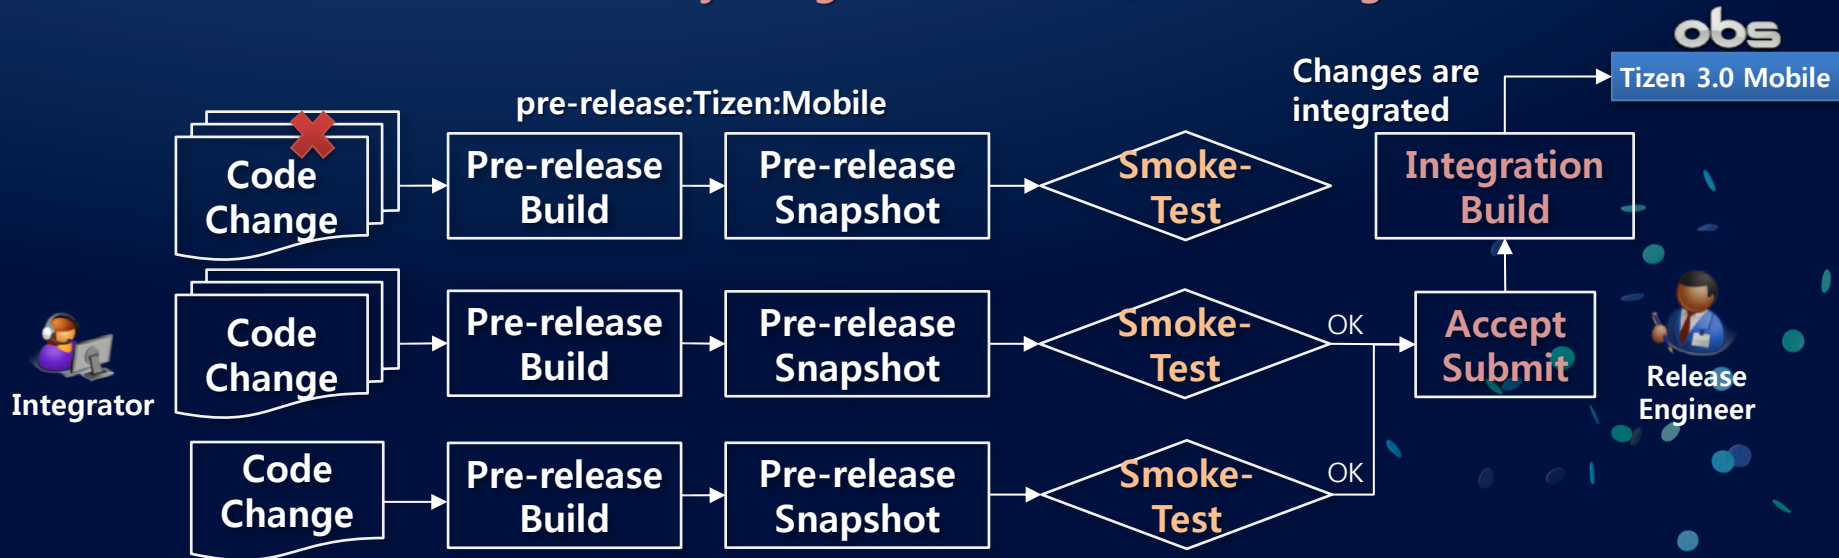 obs
Tizen 3.0 Mobile
Changes are
integrated
pre-release:Tizen:Mobile
Code
Change
Pre-release
Build
Pre-release
Snapshot
Smoke-
Test
Integration
Build
Integrator
Code
Change
Pre-release
Build
Pre-release
Snapshot
Smoke-
Test
OK
Accept
Submit
Release
Engineer
Code
Change
Pre-release
Build
Pre-release
Snapshot
Smoke-
Test
OK